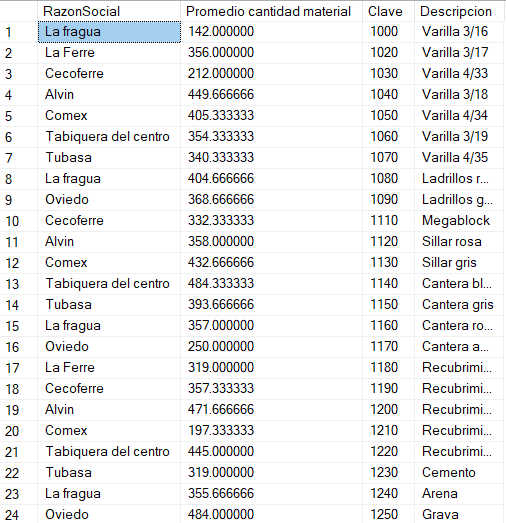 RazonSocial Promedio cantidad material Clave Descripcion
1 La fragua 142.000000 1000 Varilla 3/16
2 La Ferre 356.000000 1020 Varilla 3/17
3 Cecoferre 212.000000 1030 Varilla 4/33
4 Alvin 449.666666 1040 Varilla 3/18
5 Comex 405.333333 1050 Varilla 4/34
6 Tabiquera del centro 354.333333 1060 Varilla 3/19
7 Tubasa 340.333333 1070 Varilla 4/35
8 La fragua 404.666666 1080 Ladrillos r...
9 Oviedo 368.666666 1090 Ladrillos g...
10 Cecoferre 332.333333 1110 Megablock
11 Alvin 358.000000 1120 Sillar rosa
12 Comex 432.666666 1130 Sillar gris
13 Tabiquera del centro 484.333333 1140 Cantera bl...
14 Tubasa 393.666666 1150 Cantera gris
15 La fragua 357.000000 1160 Cantera ro...
16 Oviedo 250.000000 1170 Cantera a...
17 La Ferre 319.000000 1180 Recubrimi...
18 Cecoferre 357.333333 1190 Recubrimi...
19 Alvin 471.666666 1200 Recubrimi...
20 Comex 197.333333 1210 Recubrimi...
21 Tabiquera del centro 445.000000 1220 Recubrimi...
22 Tubasa 319.000000 1230 Cemento
23 La fragua 355.666666 1240 Arena
24 Oviedo 484.000000 1250 Grava